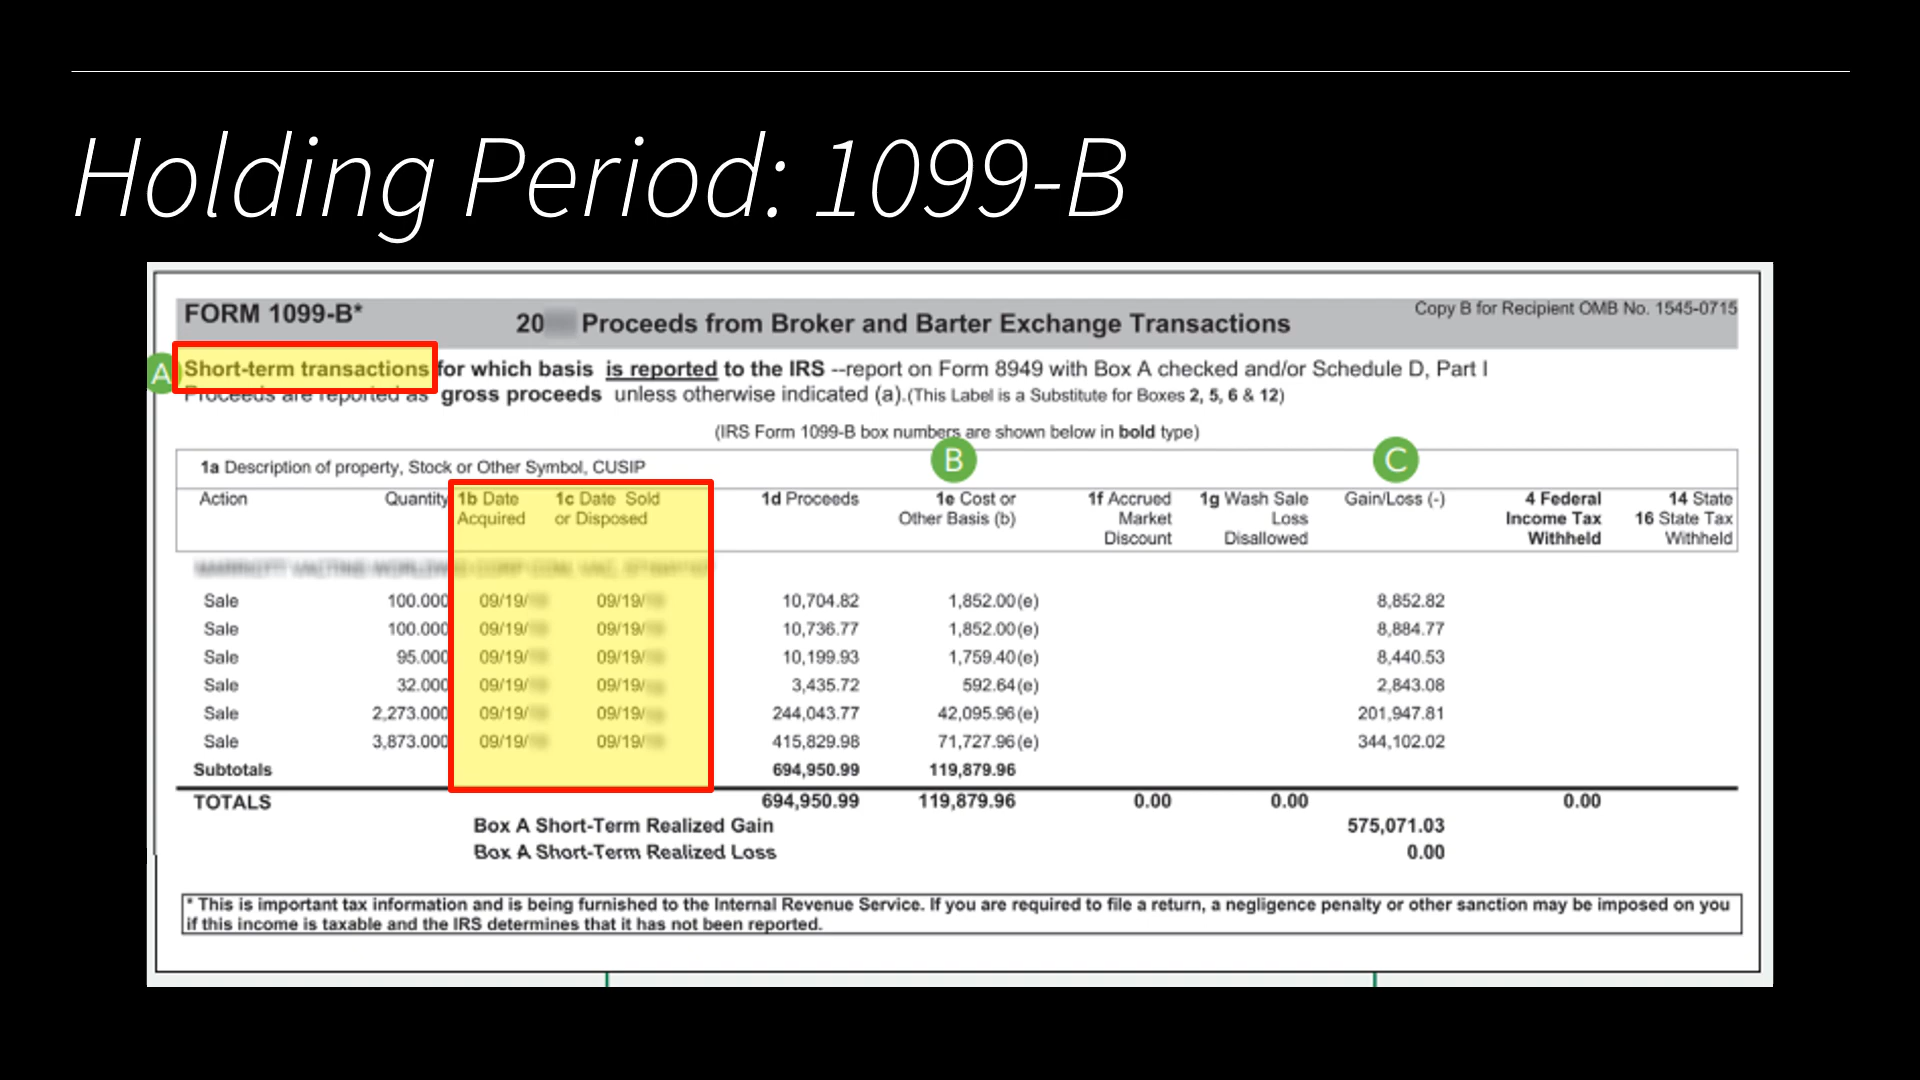 Holding Period: 1099-B
FORM 1099-B*
20 Proceeds from Broker and Barter Exchange Transactions
Copy B for Recipient OMB No. 1545-0715
A
Short-term transactions for which basis is reported to the IRS --report on Form 8949 with Box A checked and/or Schedule D, Part I
Proceeds are reported as gross proceeds unless otherwise indicated (a).(This Label is a Substitute for Boxes 2, 5, 6 & 12)
(IRS Form 1099-B box numbers are shown below in bold type)
B C
1a Description of property, Stock or Other Symbol, CUSIP
Action Quantity 1b Date 1c Date Sold 1d Proceeds 1e Cost or 1f Accrued 1g Wash Sale Gain/Loss (-) 4 Federal 14 State
Acquired or Disposed Other Basis (b) Market Loss Income Tax 16 State Tax
Discount Disallowed Withheld Withheld
Sale 100.000 09/19/ 09/19/ 10,704.82 1,852.00(e) 8,852.82
Sale 100.000 09/19/ 09/19/ 10,736.77 1,852.00(e) 8,884.77
Sale 95.000 09/19/ 09/19/ 10,199.93 1,759.40(e) 8,440.53
Sale 32.000 09/19/ 09/19/ 3,435.72 592.64(e) 2,843.08
Sale 2,273.000 09/19/ 09/19/ 244,043.77 42,095.96(e) 201,947.81
Sale 3,873.000 09/19/ 09/19/ 415,829.98 71,727.96(e) 344,102.02
Subtotals 694,950.99 119,879.96
TOTALS 694,950.99 119,879.96 0.00 0.00 0.00
Box A Short-Term Realized Gain 575,071.03
Box A Short-Term Realized Loss 0.00
* This is important tax information and is being furnished to the Internal Revenue Service. If you are required to file a return, a negligence penalty or other sanction may be imposed on you
if this income is taxable and the IRS determines that it has not been reported.